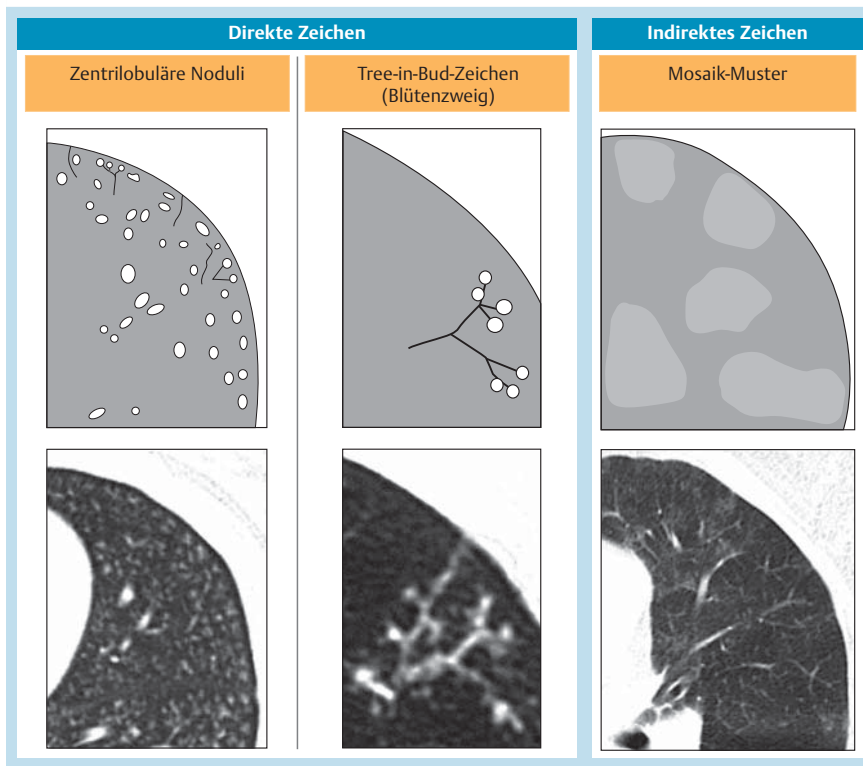 Direkte Zeichen
Indirektes Zeichen
Zentrilobuläre Noduli
Tree-in-Bud-Zeichen
(Blütenzweig)
Mosaik-Muster